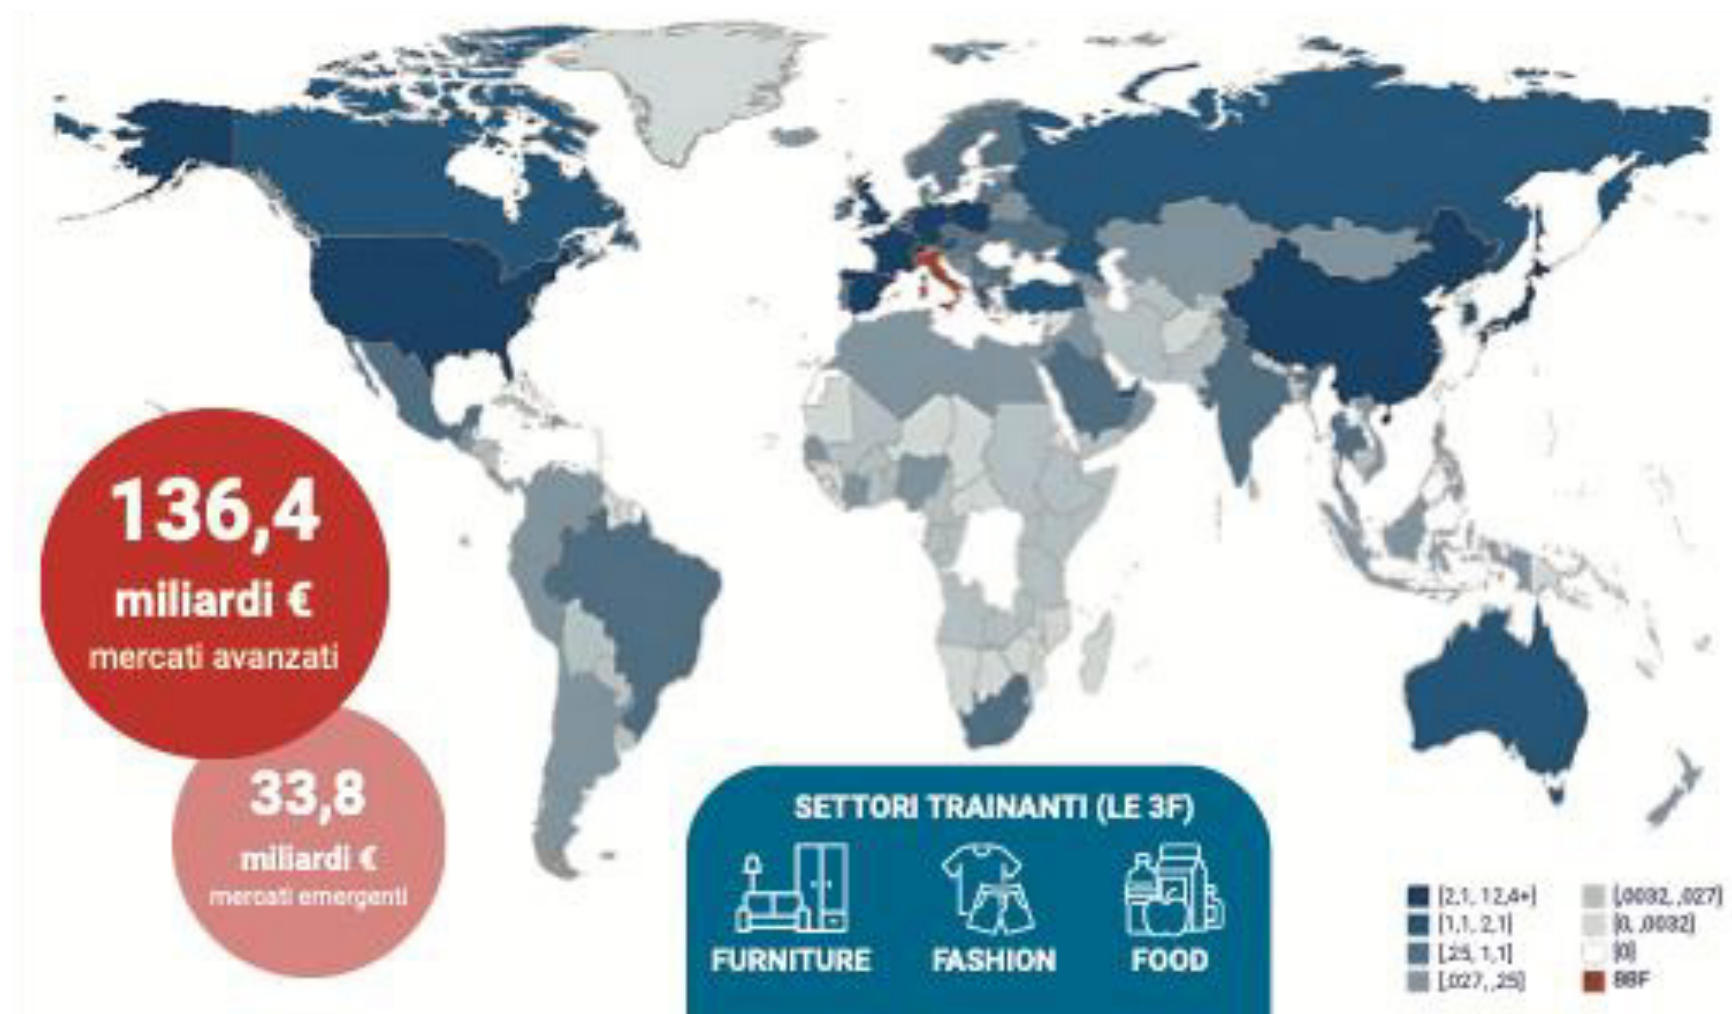 136,4
miliardi €
mercati avanzati
33,8
miliardi €
mercati emergenti
SETTORI TRAINANTI (LE 3F)
FURNITURE
FASHION
FOOD
[2,1, 12,4+]
[1,1, 2,1]
[,25, 1,1]
[,027, ,25]
[,0032, ,027]
[0, ,0032]
[0]
BBF